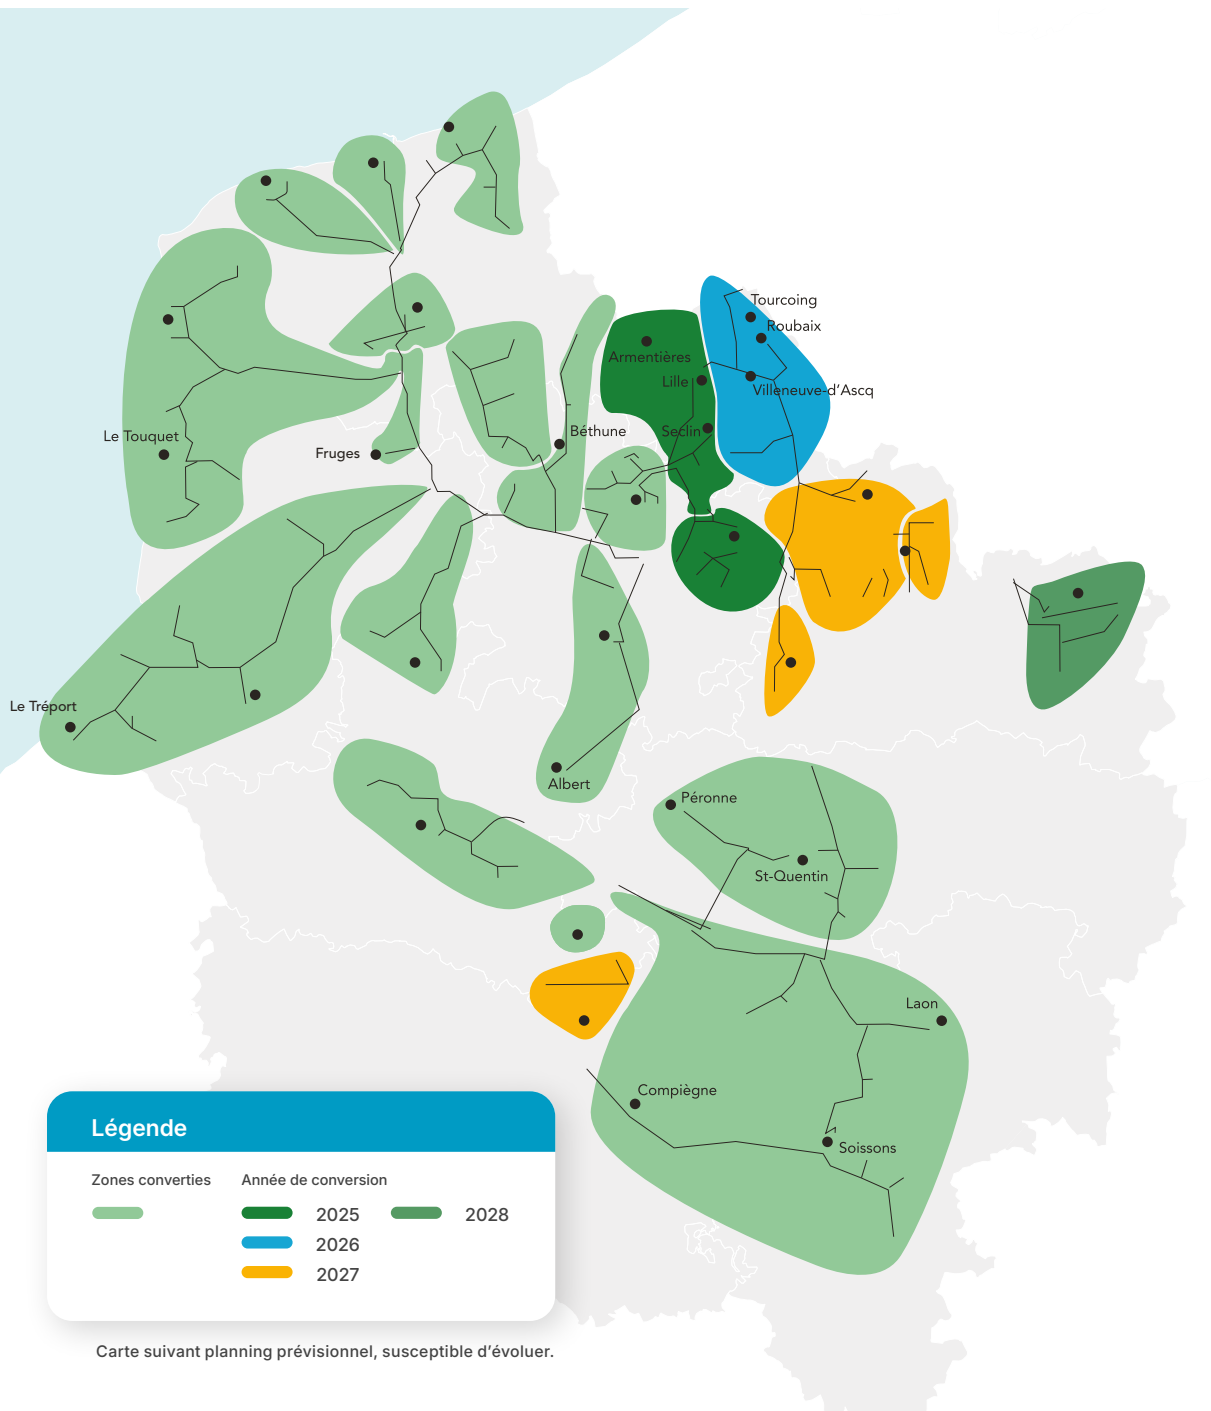 Tourcoing
Roubaix
Armentières
Lille
Villeneuve-d’Ascq
Le Touquet
Béthune
Seclin
Fruges
Le Tréport
Albert
Péronne
St-Quentin
Laon
Compiègne
Soissons
Légende
Zones converties
Année de conversion
2025
2028
2026
2027
Carte suivant planning prévisionnel, susceptible d’évoluer.